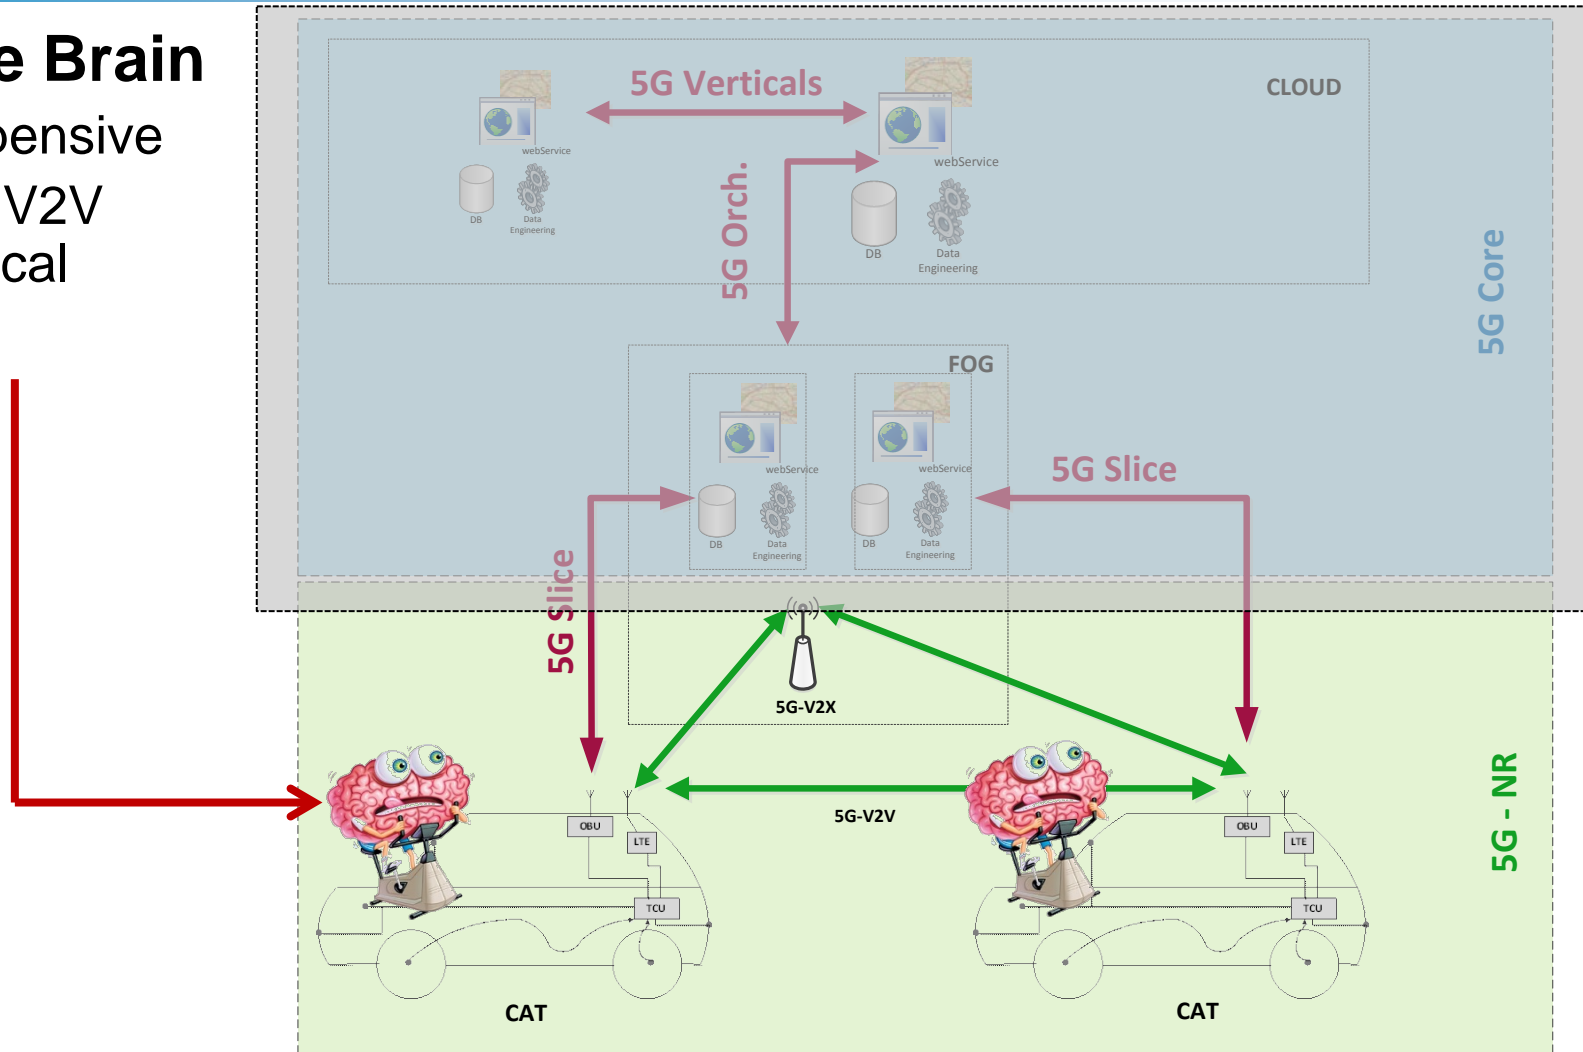 e Brain
pensive
V2V
cal
5G Verticals
CLOUD
webService
webService
DB
Data
Engineering
DB
Data
Engineering
5G Orch.
5G Core
FOG
webService
webService
5G Slice
DB
Data
Engineering
DB
Data
Engineering
5G Slice
5G-V2X
5G-V2V
5G - NR
OBU
LTE
TCU
OBU
LTE
TCU
CAT
CAT